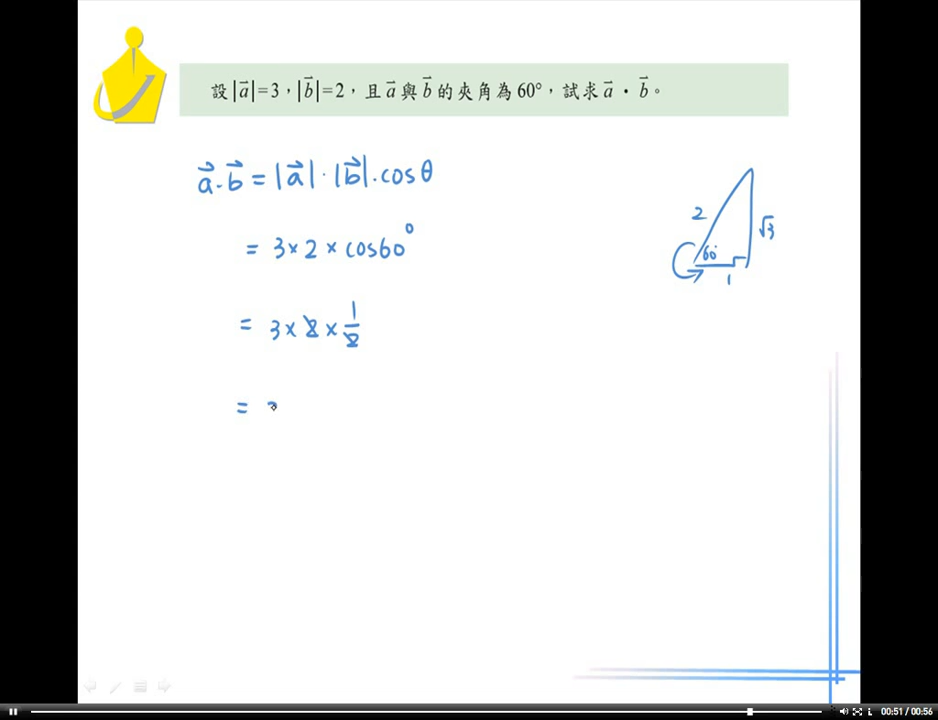 設|a⃗|=3，|b⃗|=2，且a⃗與b⃗的夾角為60°，試求a⃗・b⃗。
a⃗·b⃗=|a⃗|·|b⃗|·cosθ
= 3×2×cos60°
= 3×2×1/2
=
2
√3
60°
1
00:51 / 00:56